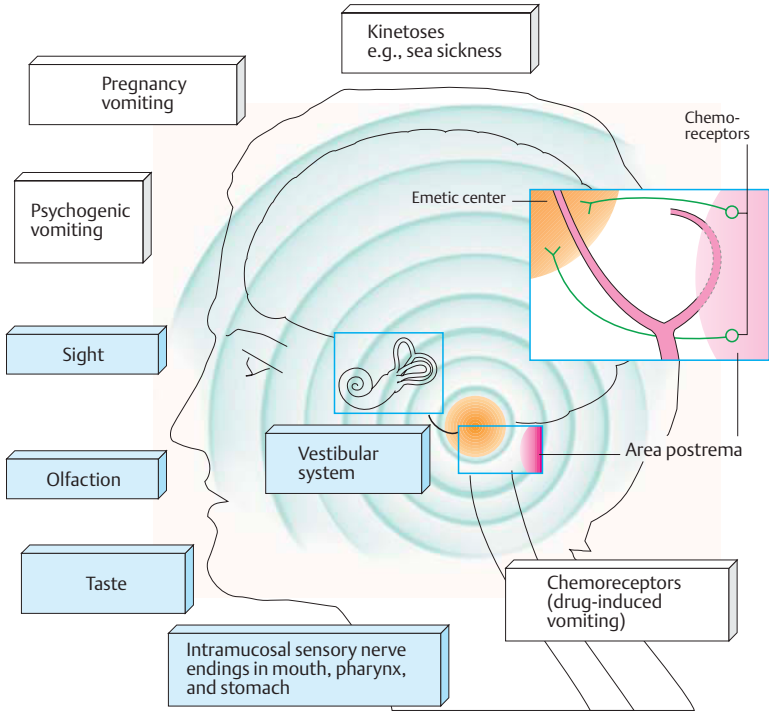 Kinetoses
e.g., sea sickness
Pregnancy
vomiting
Chemo-
receptors
Psychogenic
vomiting
Emetic center
Sight
Vestibular
system
Area postrema
Olfaction
Taste
Chemoreceptors
(drug-induced
vomiting)
Intramucosal sensory nerve
endings in mouth, pharynx,
and stomach